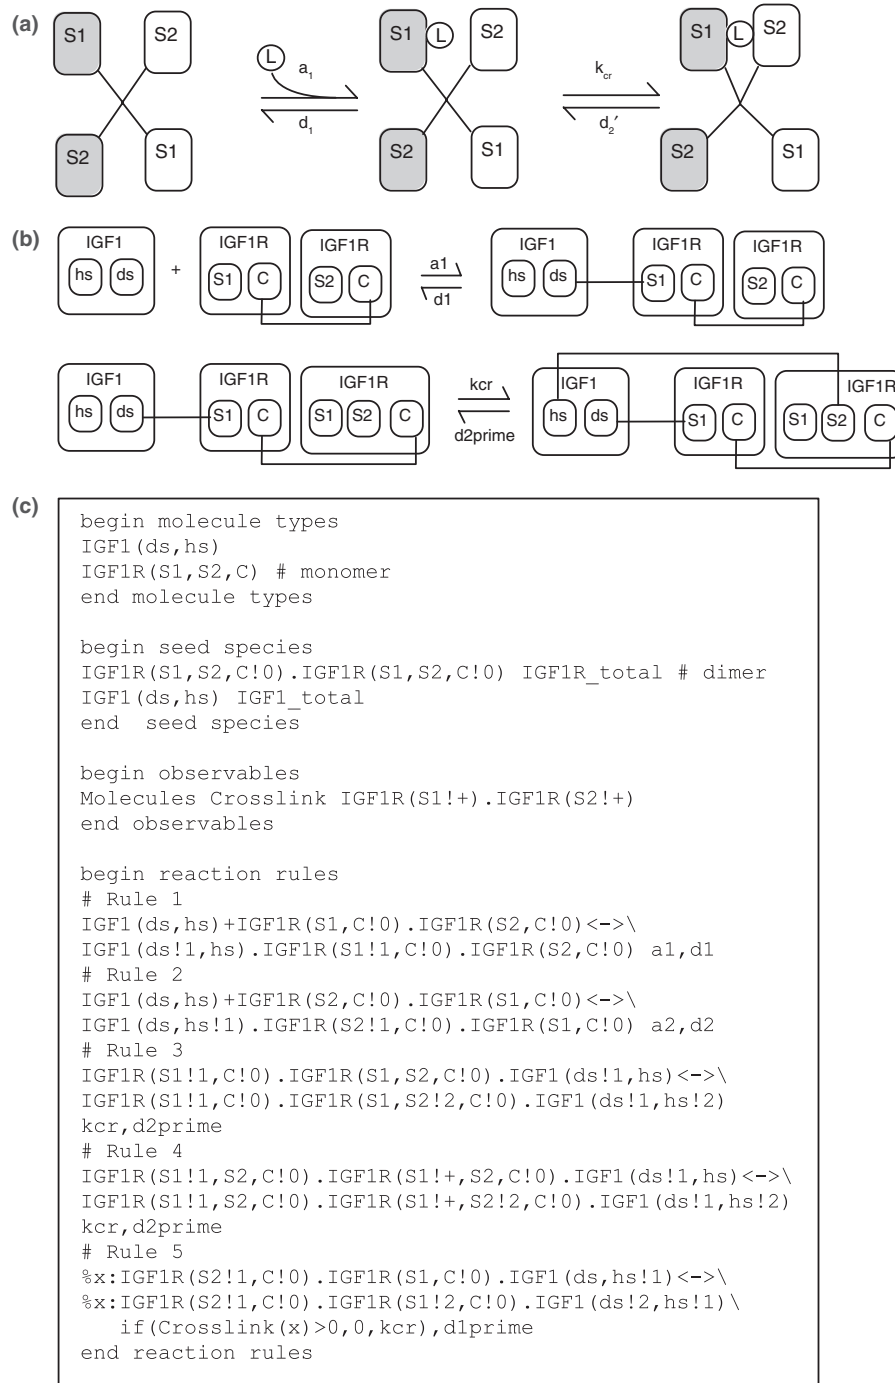 (a)
S1 S2 S1 L S2 S1 L S2
L a1 kcr
d1 d2′
S2 S1 S2 S1 S2 S1
(b)
IGF1 IGF1R IGF1R IGF1 IGF1R IGF1R
hs ds + S1 C S2 C a1 hs ds S1 C S2 C
d1
IGF1 IGF1R IGF1R kcr IGF1 IGF1R IGF1R
hs ds S1 C S1 S2 C hs ds S1 C S1 S2 C
d2prime
(c)
begin molecule types
IGF1(ds,hs)
IGF1R(S1,S2,C) # monomer
end molecule types
begin seed species
IGF1R(S1,S2,C!0).IGF1R(S1,S2,C!0) IGF1R_total # dimer
IGF1(ds,hs) IGF1_total
end  seed species
begin observables
Molecules Crosslink IGF1R(S1!+).IGF1R(S2!+)
end observables
begin reaction rules
# Rule 1
IGF1(ds,hs)+IGF1R(S1,C!0).IGF1R(S2,C!0)<->\
IGF1(ds!1,hs).IGF1R(S1!1,C!0).IGF1R(S2,C!0) a1,d1
# Rule 2
IGF1(ds,hs)+IGF1R(S2,C!0).IGF1R(S1,C!0)<->\
IGF1(ds,hs!1).IGF1R(S2!1,C!0).IGF1R(S1,C!0) a2,d2
# Rule 3
IGF1R(S1!1,C!0).IGF1R(S1,S2,C!0).IGF1(ds!1,hs)<->\
IGF1R(S1!1,C!0).IGF1R(S1,S2!2,C!0).IGF1(ds!1,hs!2)
kcr,d2prime
# Rule 4
IGF1R(S1!1,S2,C!0).IGF1R(S1!+,S2,C!0).IGF1(ds!1,hs)<->\
IGF1R(S1!1,S2,C!0).IGF1R(S1!+,S2!2,C!0).IGF1(ds!1,hs!2)
kcr,d2prime
# Rule 5
%x:IGF1R(S2!1,C!0).IGF1R(S1,C!0).IGF1(ds,hs!1)<->\
%x:IGF1R(S2!1,C!0).IGF1R(S1!2,C!0).IGF1(ds!2,hs!1)\
   if(Crosslink(x)>0,0,kcr),d1prime
end reaction rules